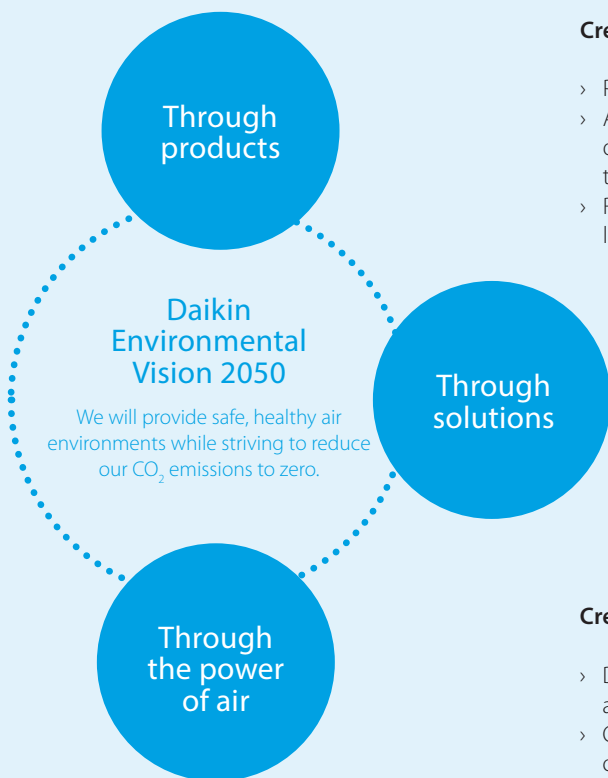 Through
products
Daikin
Environmental
Vision 2050
We will provide safe, healthy air
environments while striving to reduce
our CO₂ emissions to zero.
Through
solutions
Through
the power
of air